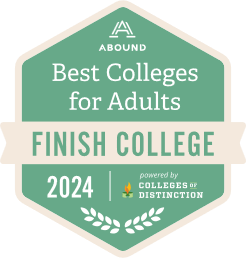 ABOUND
Best Colleges
for Adults
FINISH COLLEGE
2024
powered by
COLLEGES OF
DISTINCTION